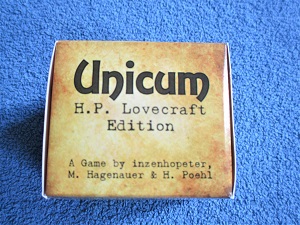 Unicum
H.P. Lovecraft
Edition
A Game by inzenhopeter,
M. Hagenauer & H. Poehl